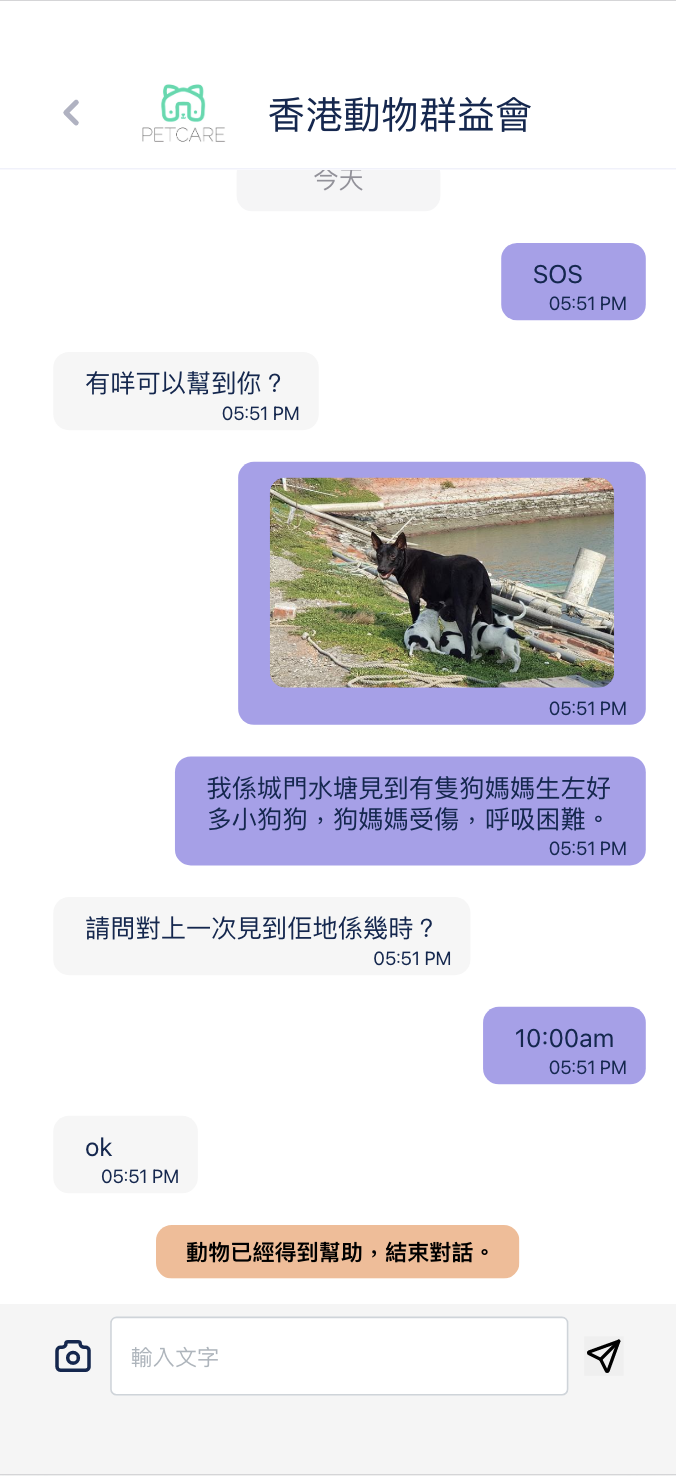 PETCARE
香港動物群益會
今天
SOS
05:51 PM
有咩可以幫到你？
05:51 PM
05:51 PM
我係城門水塘見到有隻狗媽媽生左好
多小狗狗，狗媽媽受傷，呼吸困難。
05:51 PM
請問對上一次見到佢地係幾時？
05:51 PM
10:00am
05:51 PM
ok
05:51 PM
動物已經得到幫助，結束對話。
輸入文字